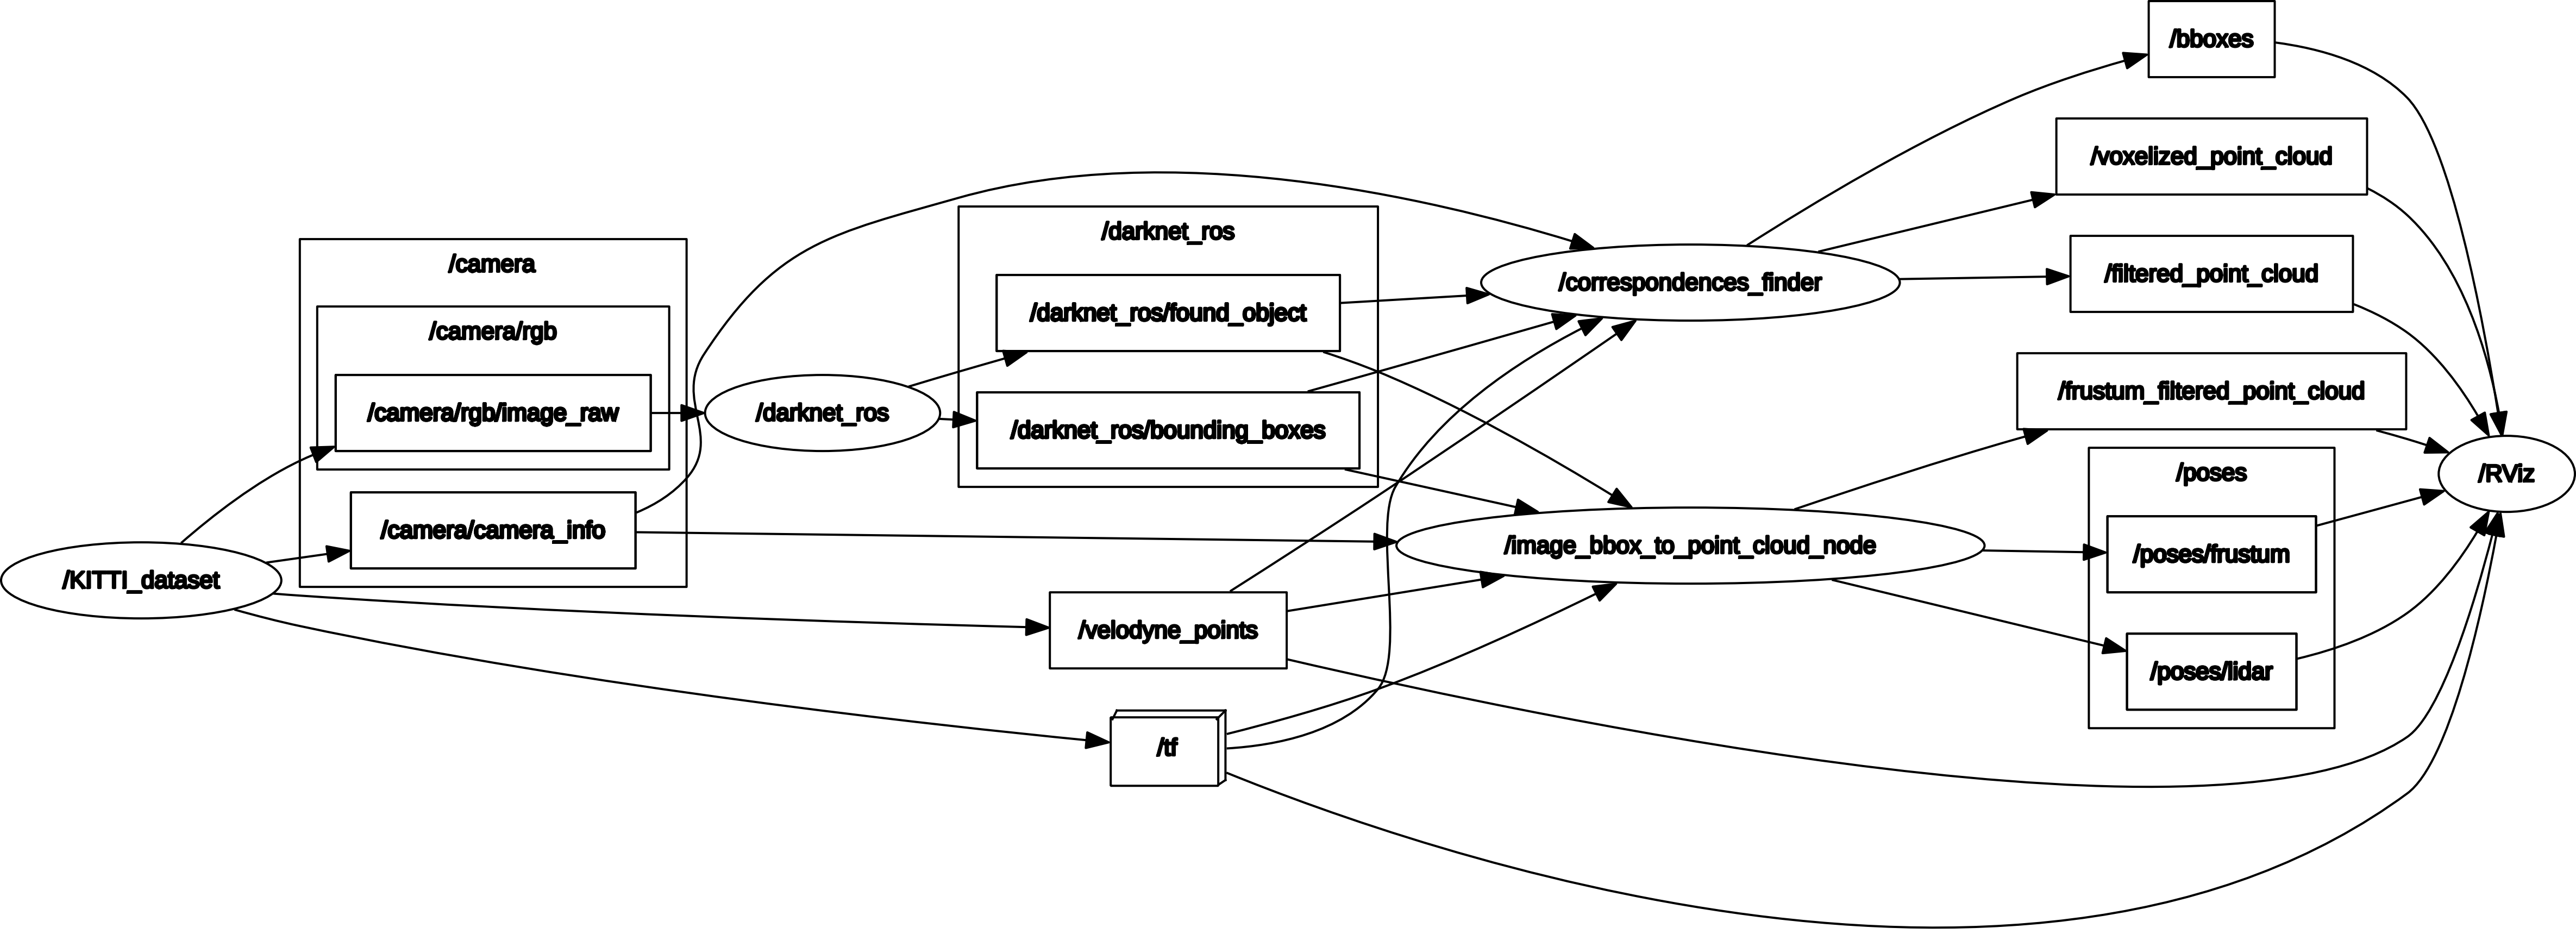 /bboxes
/voxelized_point_cloud
/darknet_ros
/camera
/filtered_point_cloud
/correspondences_finder
/darknet_ros/found_object
/camera/rgb
/frustum_filtered_point_cloud
/camera/rgb/image_raw
/darknet_ros
/darknet_ros/bounding_boxes
/poses
/RViz
/camera/camera_info
/image_bbox_to_point_cloud_node
/poses/frustum
/KITTI_dataset
/velodyne_points
/poses/lidar
/tf